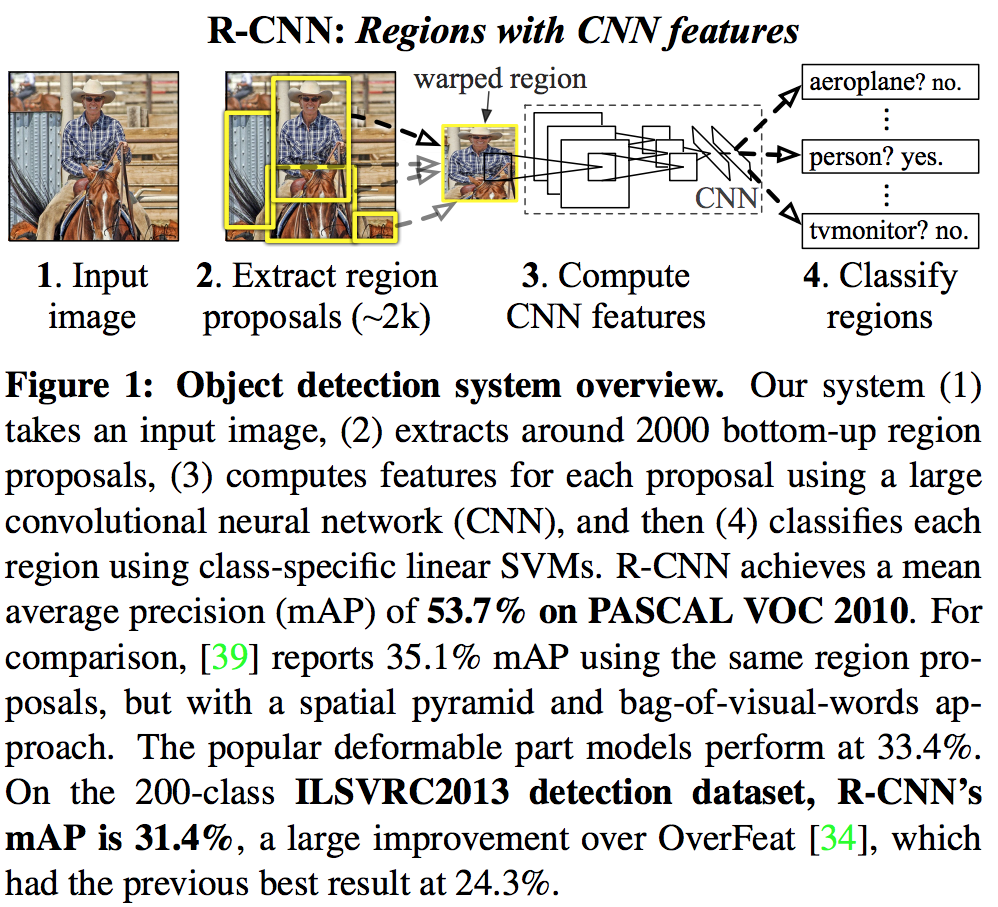 R-CNN: Regions with CNN features
warped region
aeroplane? no.
⋮
person? yes.
⋮
tvmonitor? no.
CNN
1. Input image
2. Extract region proposals (~2k)
3. Compute CNN features
4. Classify regions
Figure 1: Object detection system overview. Our system (1)
takes an input image, (2) extracts around 2000 bottom-up region
proposals, (3) computes features for each proposal using a large
convolutional neural network (CNN), and then (4) classifies each
region using class-specific linear SVMs. R-CNN achieves a mean
average precision (mAP) of 53.7% on PASCAL VOC 2010. For
comparison, [39] reports 35.1% mAP using the same region pro-
posals, but with a spatial pyramid and bag-of-visual-words ap-
proach. The popular deformable part models perform at 33.4%.
On the 200-class ILSVRC2013 detection dataset, R-CNN's
mAP is 31.4%, a large improvement over OverFeat [34], which
had the previous best result at 24.3%.